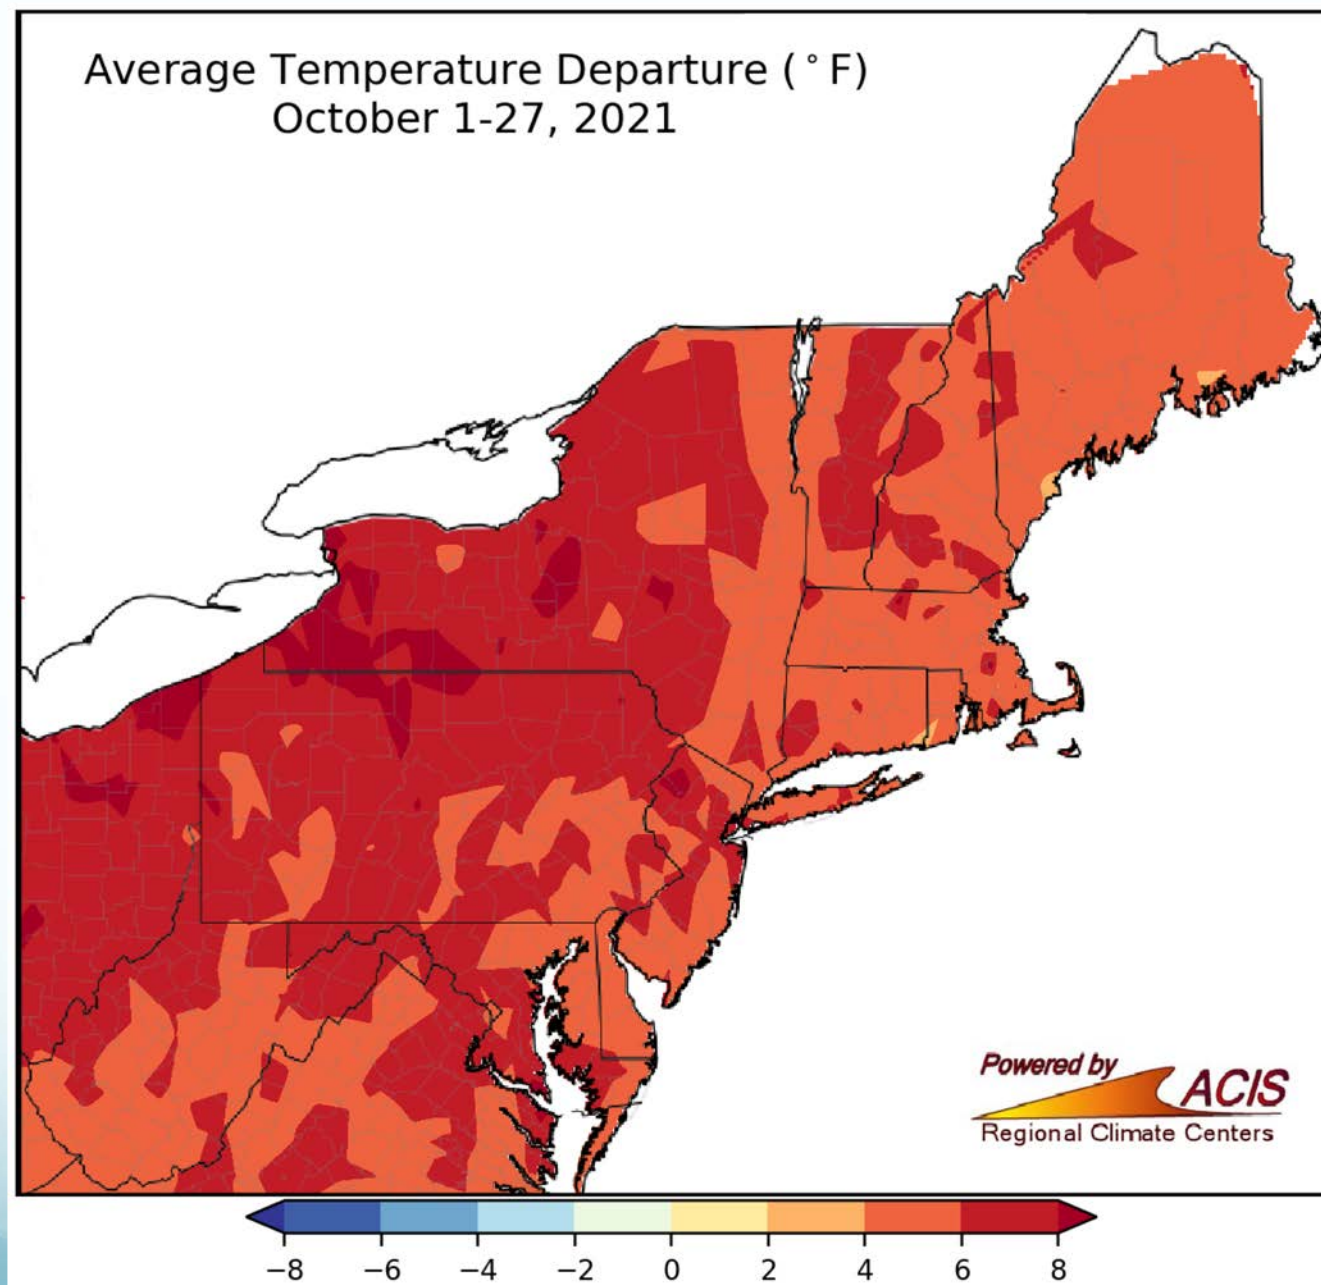 Average Temperature Departure (°F)
October 1-27, 2021
Powered by
ACIS
Regional Climate Centers
−8 −6 −4 −2 0 2 4 6 8